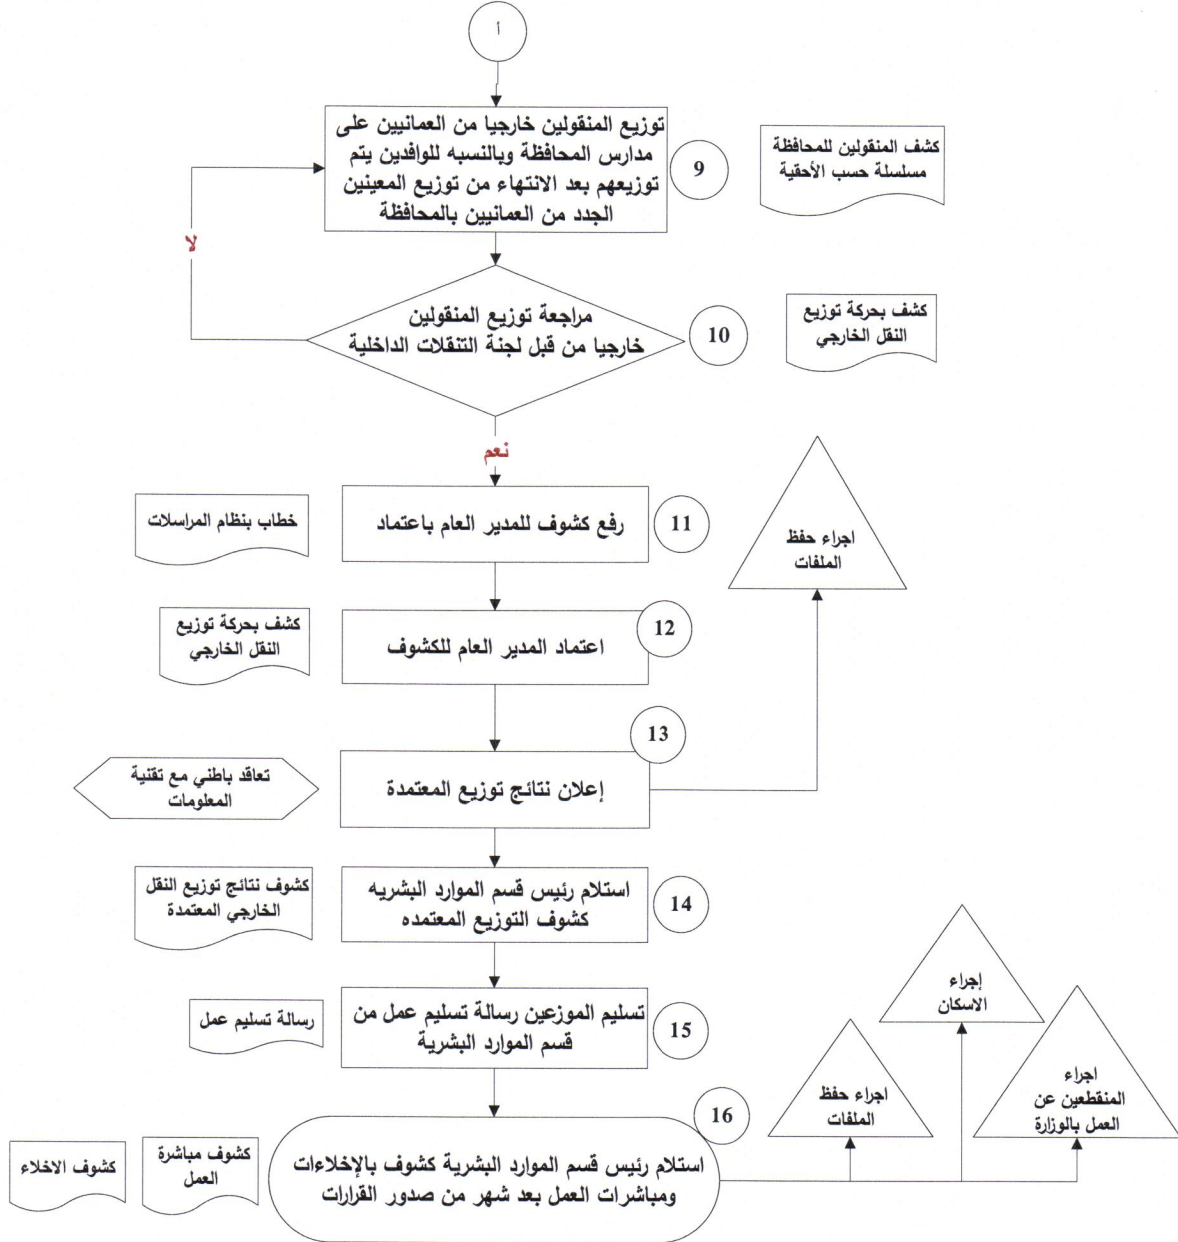 أ
توزيع المنقولين خارجيا من العمانيين على
مدارس المحافظة وبالنسبه للوافدين يتم
توزيعهم بعد الانتهاء من توزيع المعينين
الجدد من العمانيين بالمحافظة
9
كشف المنقولين للمحافظة
مسلسلة حسب الأحقية
لا
مراجعة توزيع المنقولين
خارجيا من قبل لجنة التنقلات الداخلية
10
كشف بحركة توزيع
النقل الخارجي
نعم
خطاب بنظام المراسلات
رفع كشوف للمدير العام باعتماد
11
اجراء حفظ
الملفات
كشف بحركة توزيع
النقل الخارجي
اعتماد المدير العام للكشوف
12
13
تعاقد باطني مع تقنية
المعلومات
إعلان نتائج توزيع المعتمدة
كشوف نتائج توزيع النقل
الخارجي المعتمدة
استلام رئيس قسم الموارد البشريه
كشوف التوزيع المعتمده
14
رسالة تسليم عمل
تسليم الموزعين رسالة تسليم عمل من
قسم الموارد البشرية
15
إجراء
الاسكان
اجراء حفظ
الملفات
اجراء
المنقطعين عن
العمل بالوزارة
16
استلام رئيس قسم الموارد البشرية كشوف بالإخلاءات
ومباشرات العمل بعد شهر من صدور القرارات
كشوف مباشرة
العمل
كشوف الاخلاء